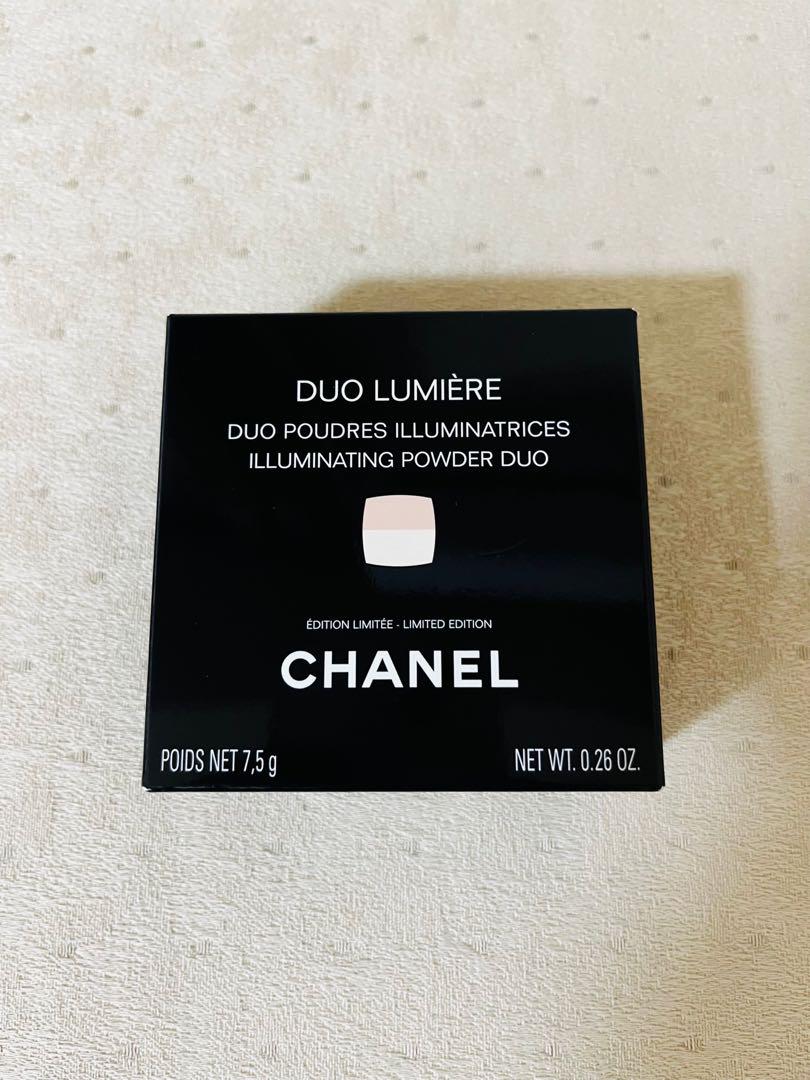 DUO LUMIÈRE
DUO POUDRES ILLUMINATRICES
ILLUMINATING POWDER DUO
ÉDITION LIMITÉE - LIMITED EDITION
CHANEL
POIDS NET 7,5 g NET WT. 0.26 OZ.